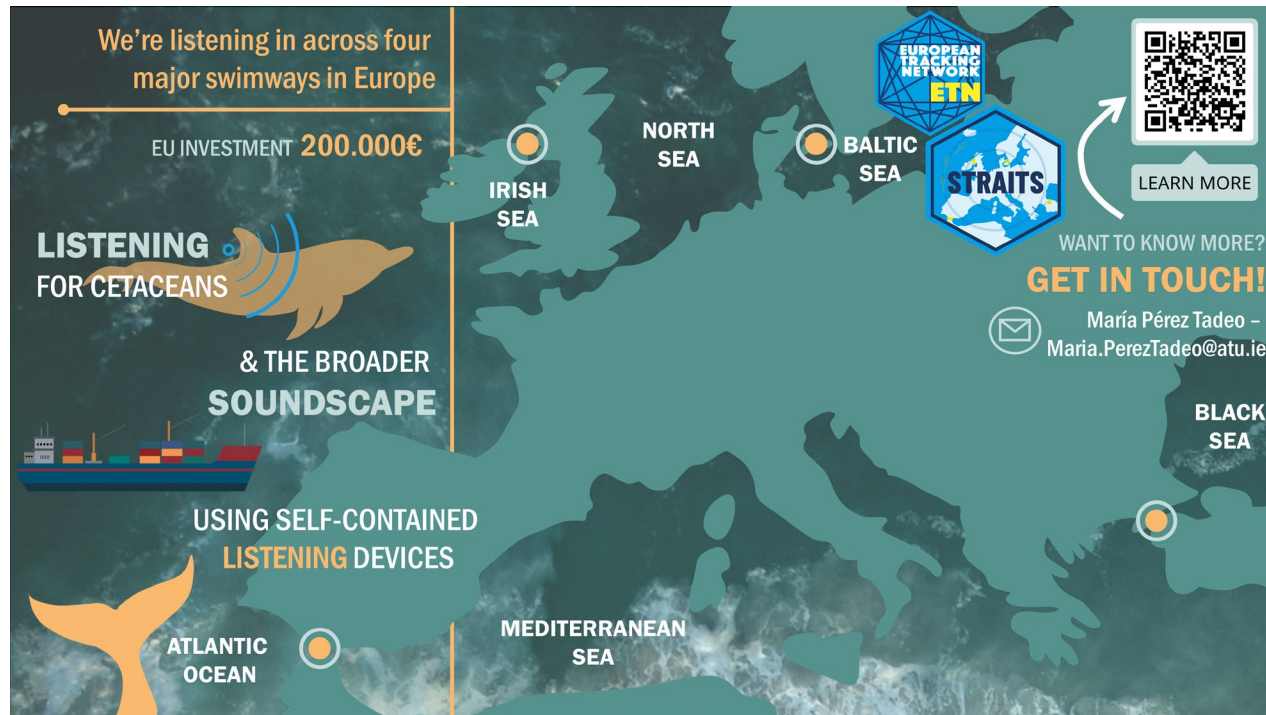 We're listening in across four
major swimways in Europe
EU INVESTMENT 200.000€
LISTENING
FOR CETACEANS
& THE BROADER
SOUNDSCAPE
USING SELF-CONTAINED
LISTENING DEVICES
ATLANTIC
OCEAN
IRISH
SEA
NORTH
SEA
BALTIC
SEA
MEDITERRANEAN
SEA
BLACK
SEA
EUROPEAN
TRACKING
NETWORK
ETN
STRAITS
LEARN MORE
WANT TO KNOW MORE?
GET IN TOUCH!
María Pérez Tadeo –
Maria.PerezTadeo@atu.ie